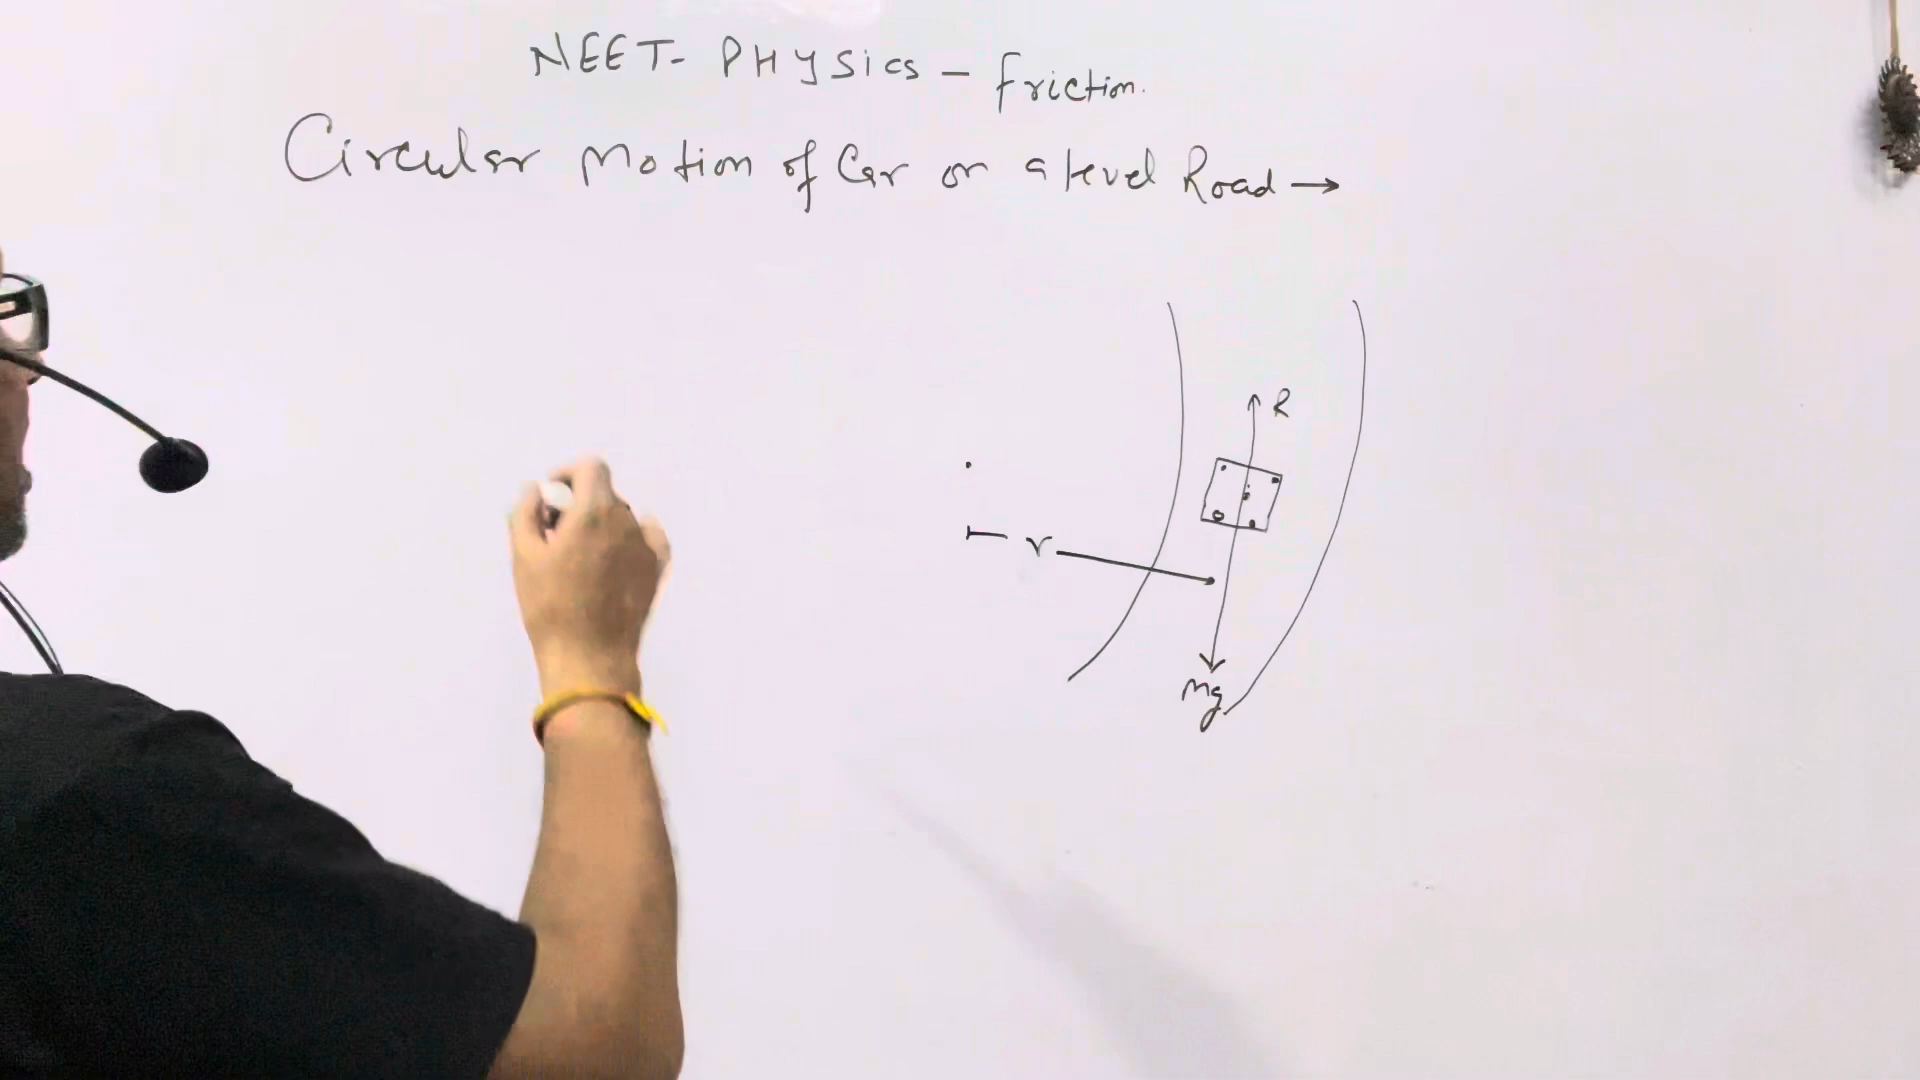 NEET- PHYSics - friction.
Circular Motion of Car on a level Road →
R
r
Mg